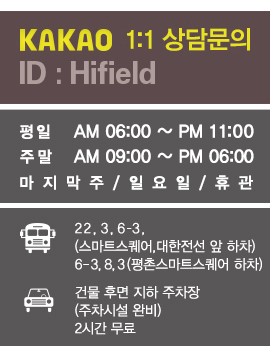 KAKAO 1:1 상담문의
ID : Hifield
평일 AM 06:00 ~ PM 11:00
주말 AM 09:00 ~ PM 06:00
마 지 막 주 / 일 요 일 / 휴 관
22, 3, 6-3,
(스마트스퀘어,대한전선 앞 하차)
6-3, 8, 3 (평촌스마트스퀘어 하차)
건물 후면 지하 주차장
(주차시설 완비)
2시간 무료